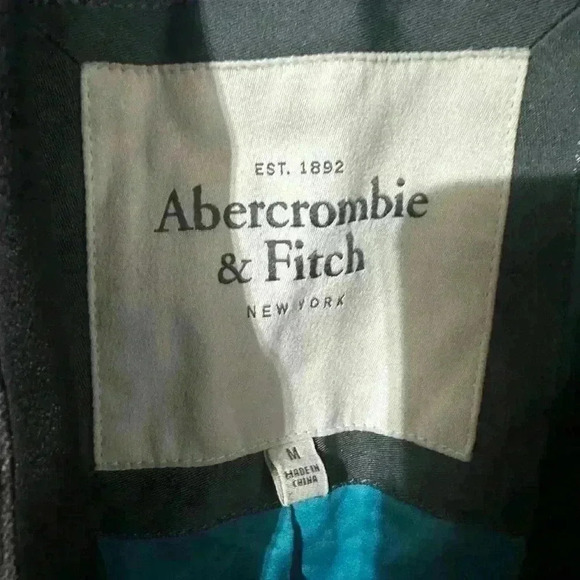 EST. 1892
Abercrombie
& Fitch
NEW YORK
M
MADE IN
CHINA